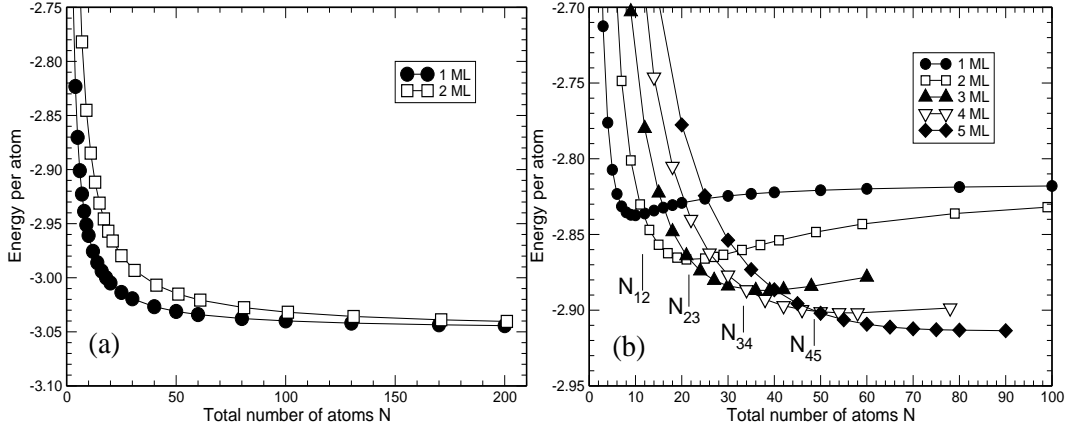 -2.75
-2.80
-2.85
-2.90
-2.95
-3.00
-3.05
-3.10
Energy per atom
1 ML
2 ML
(a)
0 50 100 150 200
Total number of atoms N
-2.70
-2.75
-2.80
-2.85
-2.90
-2.95
Energy per atom
1 ML
2 ML
3 ML
4 ML
5 ML
N12
N23
N34
N45
(b)
0 10 20 30 40 50 60 70 80 90 100
Total number of atoms N